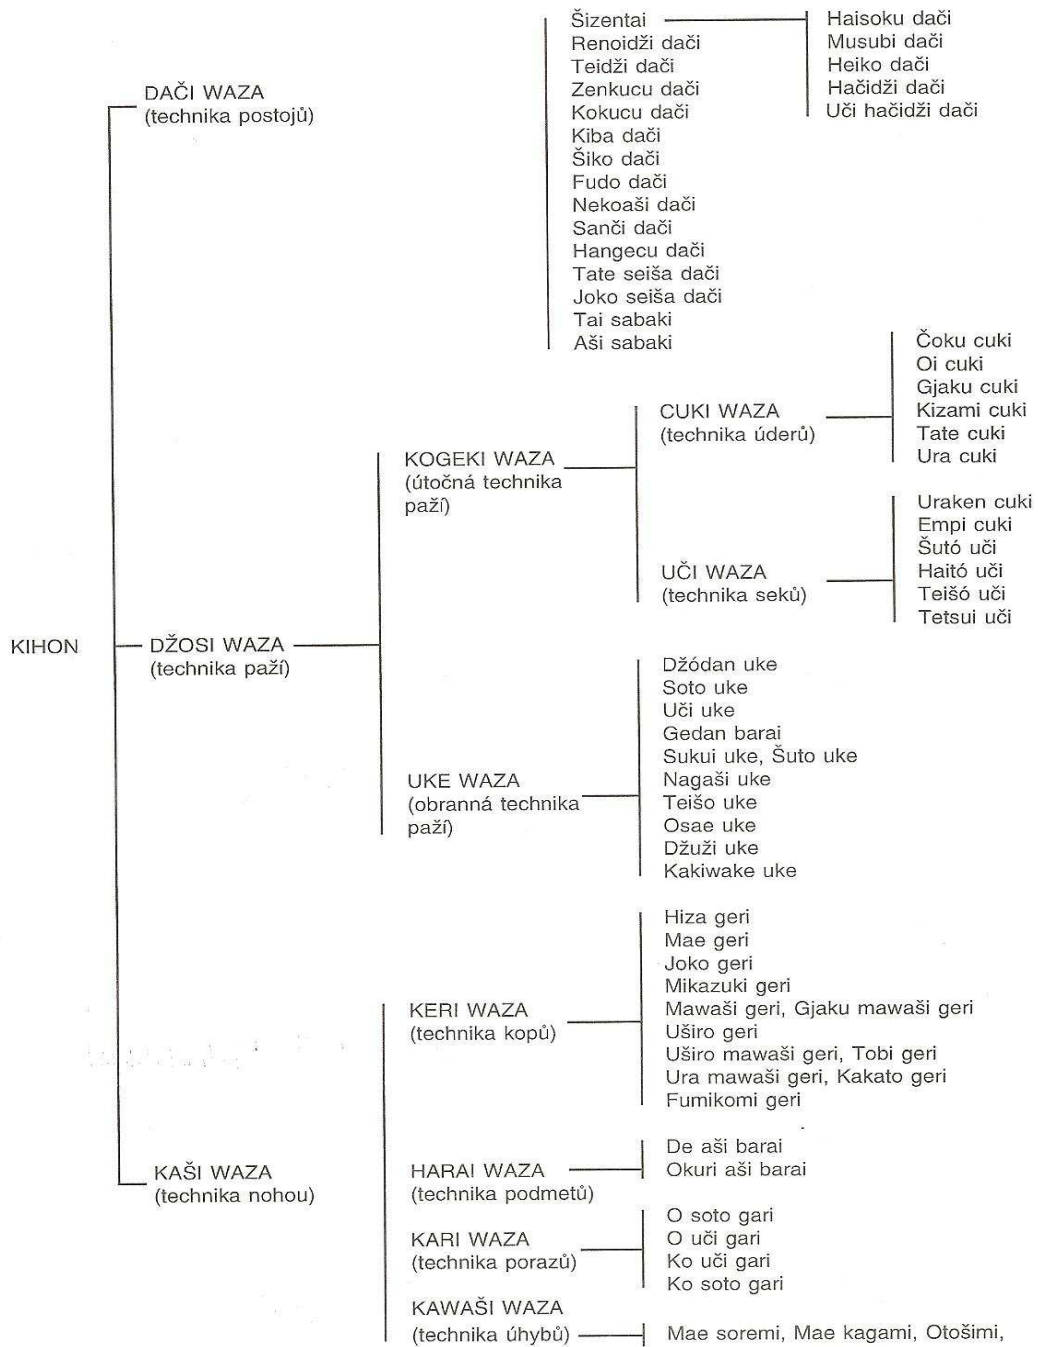 KIHON
DAČI WAZA
(technika postojů)
Šizentai
Renoidži dači
Teidži dači
Zenkucu dači
Kokucu dači
Kiba dači
Šiko dači
Fudo dači
Nekoaši dači
Sanči dači
Hangecu dači
Tate seiša dači
Joko seiša dači
Tai sabaki
Aši sabaki
Haisoku dači
Musubi dači
Heiko dači
Hačidži dači
Uči hačidži dači
DŽOSI WAZA
(technika paží)
KOGEKI WAZA
(útočná technika
paží)
CUKI WAZA
(technika úderů)
Čoku cuki
Oi cuki
Gjaku cuki
Kizami cuki
Tate cuki
Ura cuki
UČI WAZA
(technika seků)
Uraken cuki
Empi cuki
Šutó uči
Haitó uči
Teišó uči
Tetsui uči
UKE WAZA
(obranná technika
paží)
Džódan uke
Soto uke
Uči uke
Gedan barai
Sukui uke, Šuto uke
Nagaši uke
Teišo uke
Osae uke
Džuži uke
Kakiwake uke
KAŠI WAZA
(technika nohou)
KERI WAZA
(technika kopů)
Hiza geri
Mae geri
Joko geri
Mikazuki geri
Mawaši geri, Gjaku mawaši geri
Uširo geri
Uširo mawaši geri, Tobi geri
Ura mawaši geri, Kakato geri
Fumikomi geri
HARAI WAZA
(technika podmetů)
De aši barai
Okuri aši barai
KARI WAZA
(technika porazů)
O soto gari
O uči gari
Ko uči gari
Ko soto gari
KAWAŠI WAZA
(technika úhybů)
Mae soremi, Mae kagami, Otošimi,